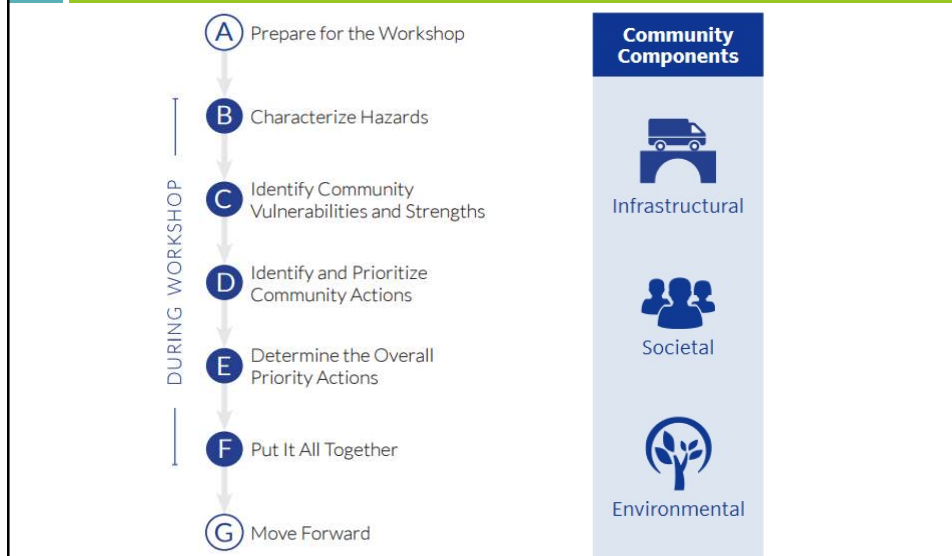 A Prepare for the Workshop
B Characterize Hazards
C Identify Community
Vulnerabilities and Strengths
D Identify and Prioritize
Community Actions
E Determine the Overall
Priority Actions
F Put It All Together
G Move Forward
DURING WORKSHOP
Community
Components
Infrastructural
Societal
Environmental